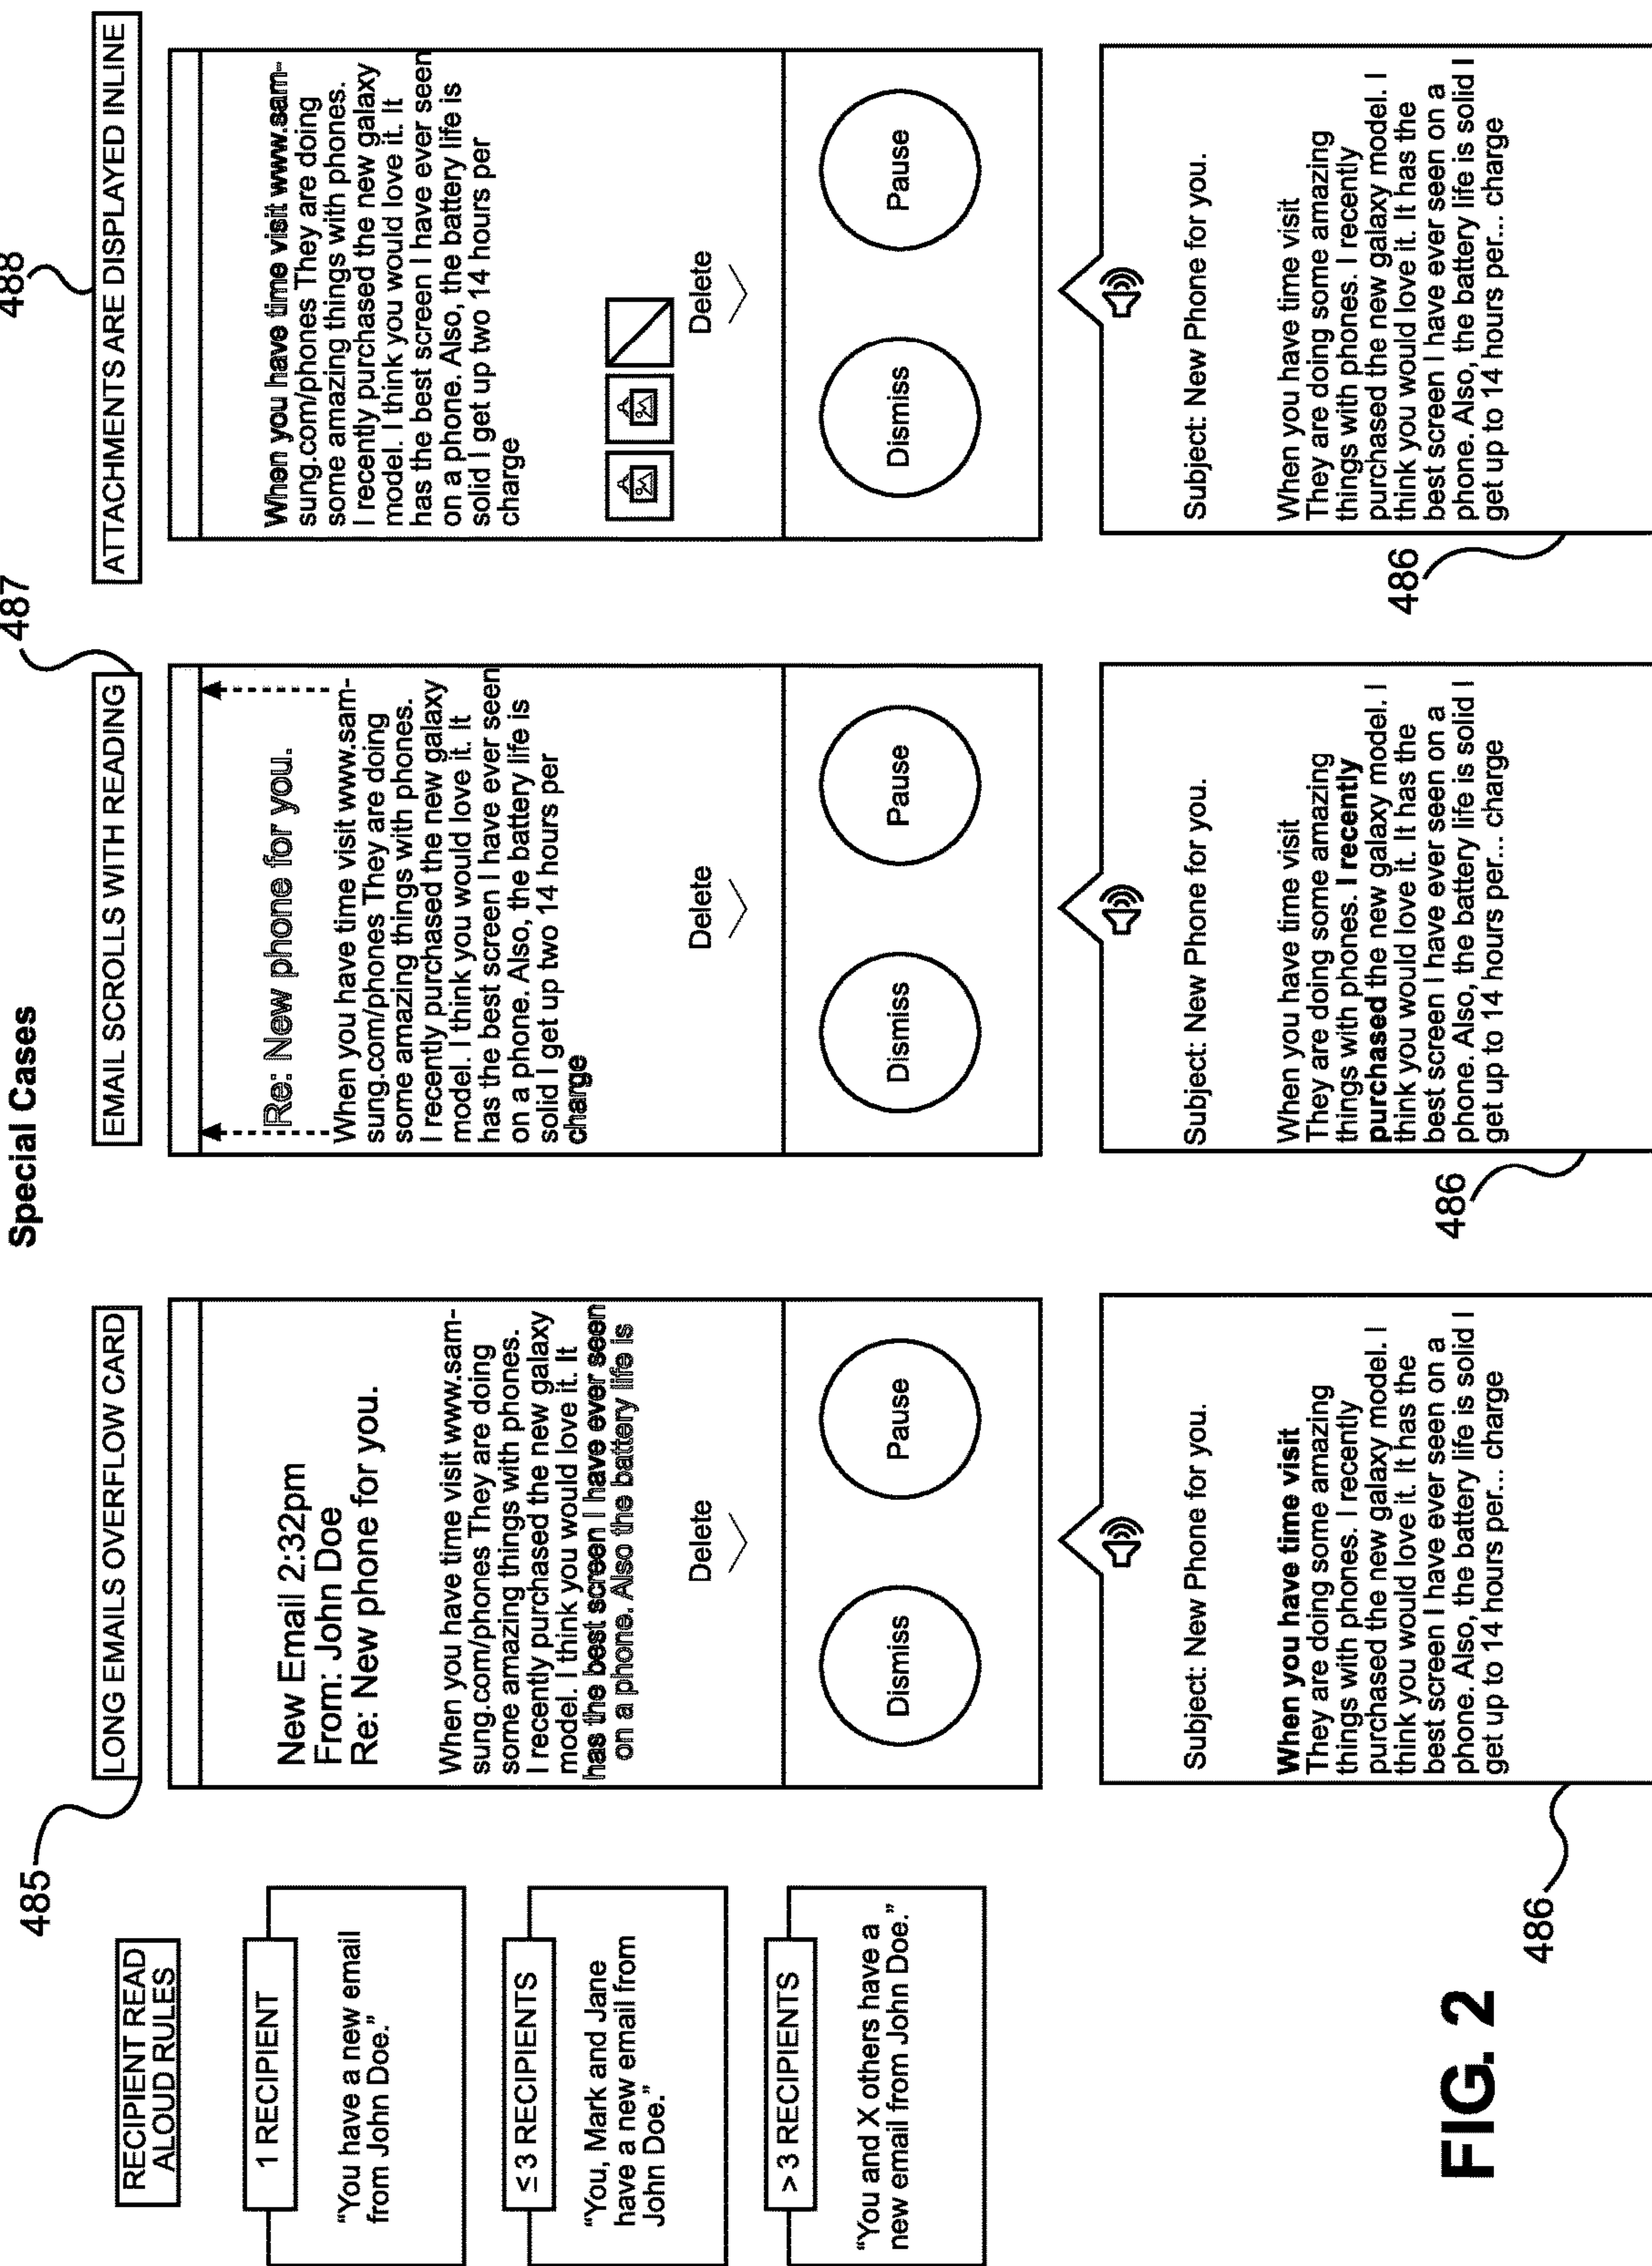 Special Cases
RECIPIENT READ
ALOUD RULES
1 RECIPIENT
“You have a new email
from John Doe.”
≤ 3 RECIPIENTS
“You, Mark and Jane
have a new email from
John Doe.”
> 3 RECIPIENTS
“You and X others have a
new email from John Doe.”
485
LONG EMAILS OVERFLOW CARD
New Email 2:32pm
From: John Doe
Re: New phone for you.
When you have time visit www.sam-
sung.com/phones They are doing
some amazing things with phones.
I recently purchased the new galaxy
model. I think you would love it. It
has the best screen I have ever seen
on a phone. Also the battery life is
Delete
Dismiss
Pause
Subject: New Phone for you.
When you have time visit
They are doing some amazing
things with phones. I recently
purchased the new galaxy model. I
think you would love it. It has the
best screen I have ever seen on a
phone. Also, the battery life is solid I
get up to 14 hours per... charge
486
487
EMAIL SCROLLS WITH READING
Re: New phone for you.
When you have time visit www.sam-
sung.com/phones They are doing
some amazing things with phones.
I recently purchased the new galaxy
model. I think you would love it. It
has the best screen I have ever seen
on a phone. Also, the battery life is
solid I get up two 14 hours per
charge
Delete
Dismiss
Pause
Subject: New Phone for you.
When you have time visit
They are doing some amazing
things with phones. I recently
purchased the new galaxy model. I
think you would love it. It has the
best screen I have ever seen on a
phone. Also, the battery life is solid I
get up to 14 hours per... charge
486
488
ATTACHMENTS ARE DISPLAYED INLINE
When you have time visit www.sam-
sung.com/phones They are doing
some amazing things with phones.
I recently purchased the new galaxy
model. I think you would love it. It
has the best screen I have ever seen
on a phone. Also, the battery life is
solid I get up two 14 hours per
charge
Delete
Dismiss
Pause
Subject: New Phone for you.
When you have time visit
They are doing some amazing
things with phones. I recently
purchased the new galaxy model. I
think you would love it. It has the
best screen I have ever seen on a
phone. Also, the battery life is solid I
get up to 14 hours per... charge
486
FIG. 2